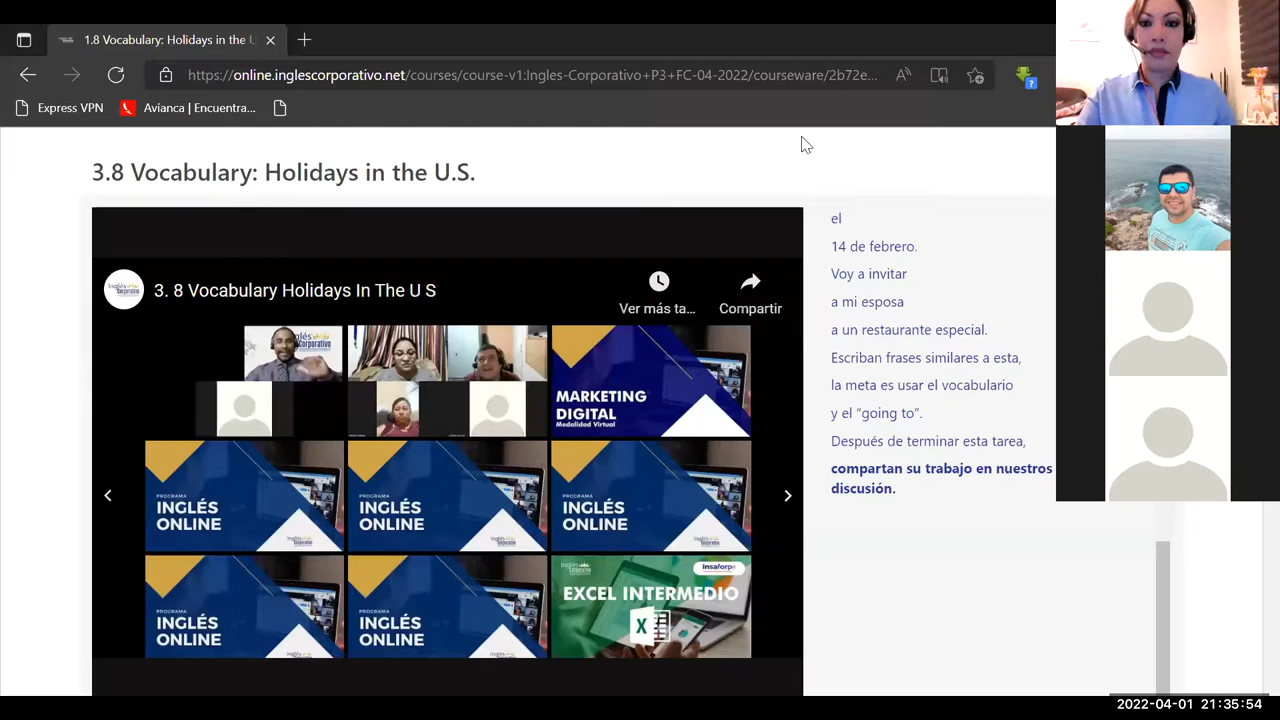 1.8 Vocabulary: Holidays in the U
https://online.inglescorporativo.net/courses/course-v1:Ingls-Corporativo+P3+FC-04-2022/courseware/2b72e...
Express VPN
Avianca | Encuentra...
3.8 Vocabulary: Holidays in the U.S.
3. 8 Vocabulary Holidays In The U S
Ver más ta...
Compartir
MARKETING
DIGITAL
Modalidad Virtual
PROGRAMA
INGLÉS
ONLINE
PROGRAMA
INGLÉS
ONLINE
PROGRAMA
INGLÉS
ONLINE
PROGRAMA
INGLÉS
ONLINE
PROGRAMA
INGLÉS
ONLINE
insaforp
EXCEL INTERMEDIO
X
el
14 de febrero.
Voy a invitar
a mi esposa
a un restaurante especial.
Escriban frases similares a esta,
la meta es usar el vocabulario
y el “going to”.
Después de terminar esta tarea,
compartan su trabajo en nuestros
discusión.
LOVE
2022-04-01 21:35:54